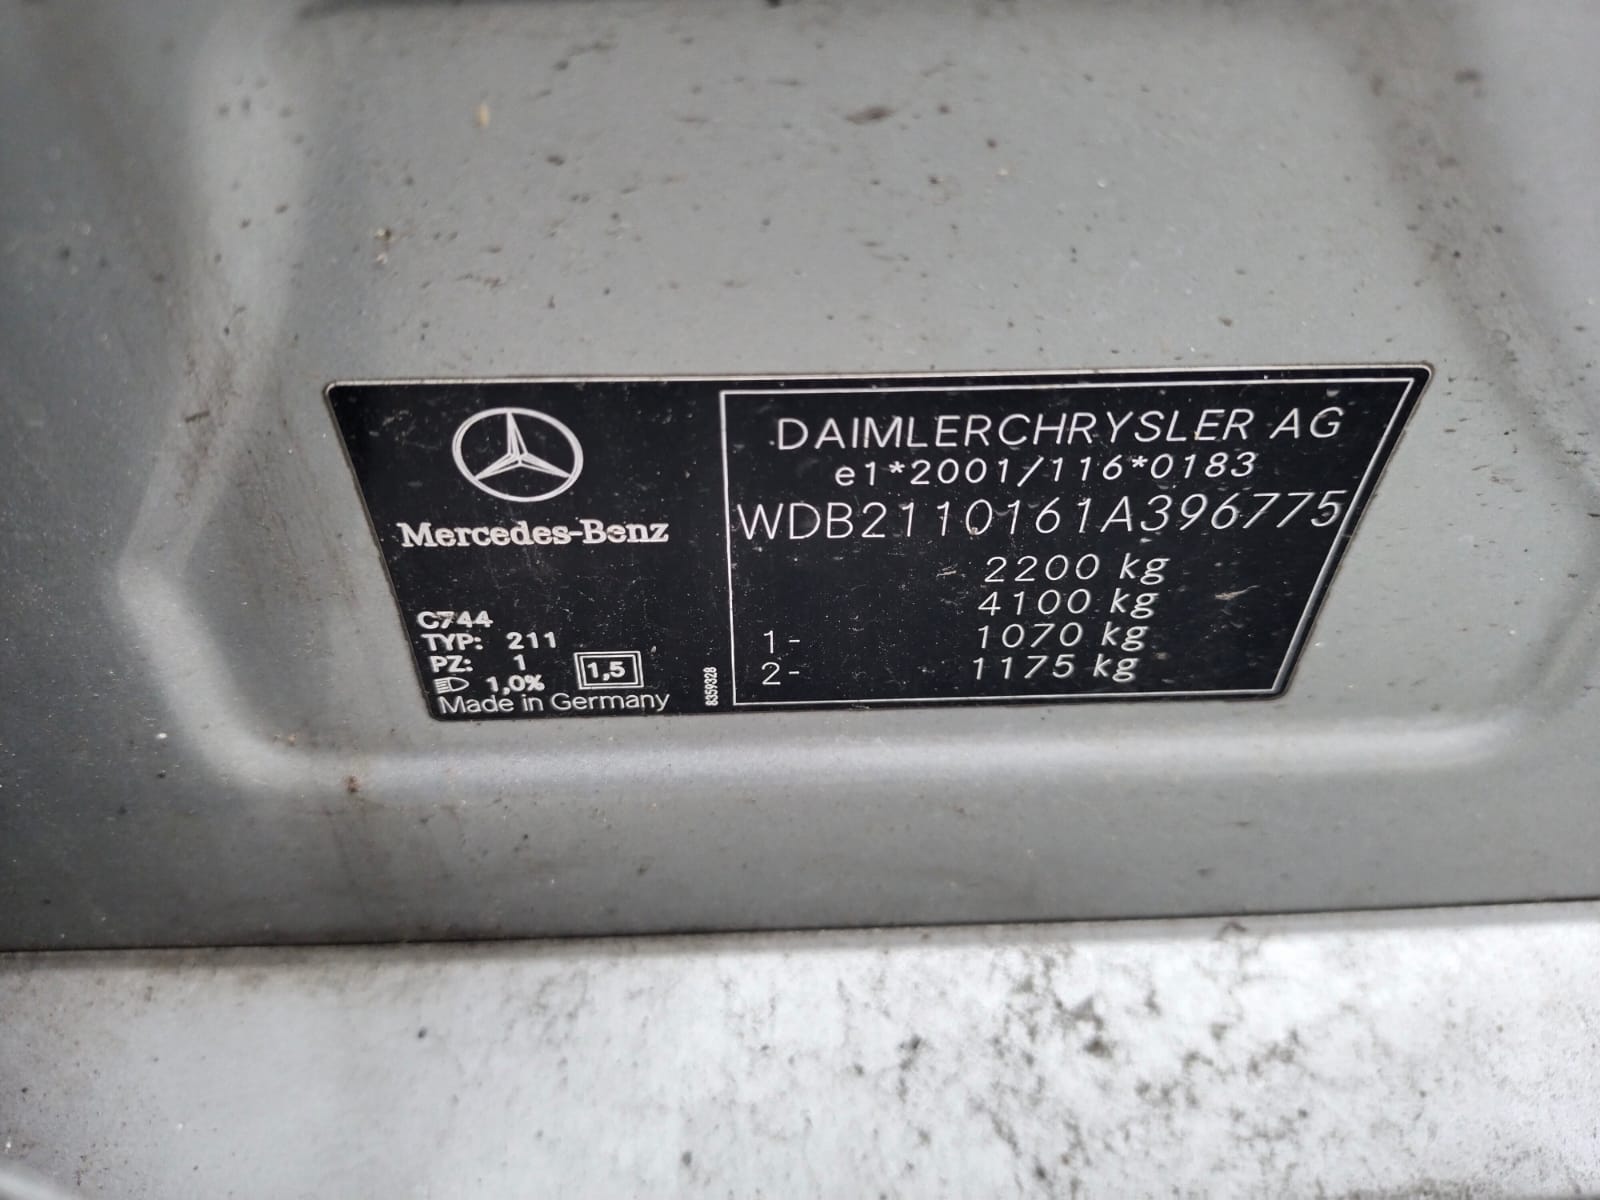 Mercedes-Benz
C744
TYP: 211
PZ: 1
1,0%
1,5
Made in Germany
8359328
DAIMLERCHRYSLER AG
e1*2001/116*0183
WDB2110161A396775
2200 kg
4100 kg
1- 1070 kg
2- 1175 kg